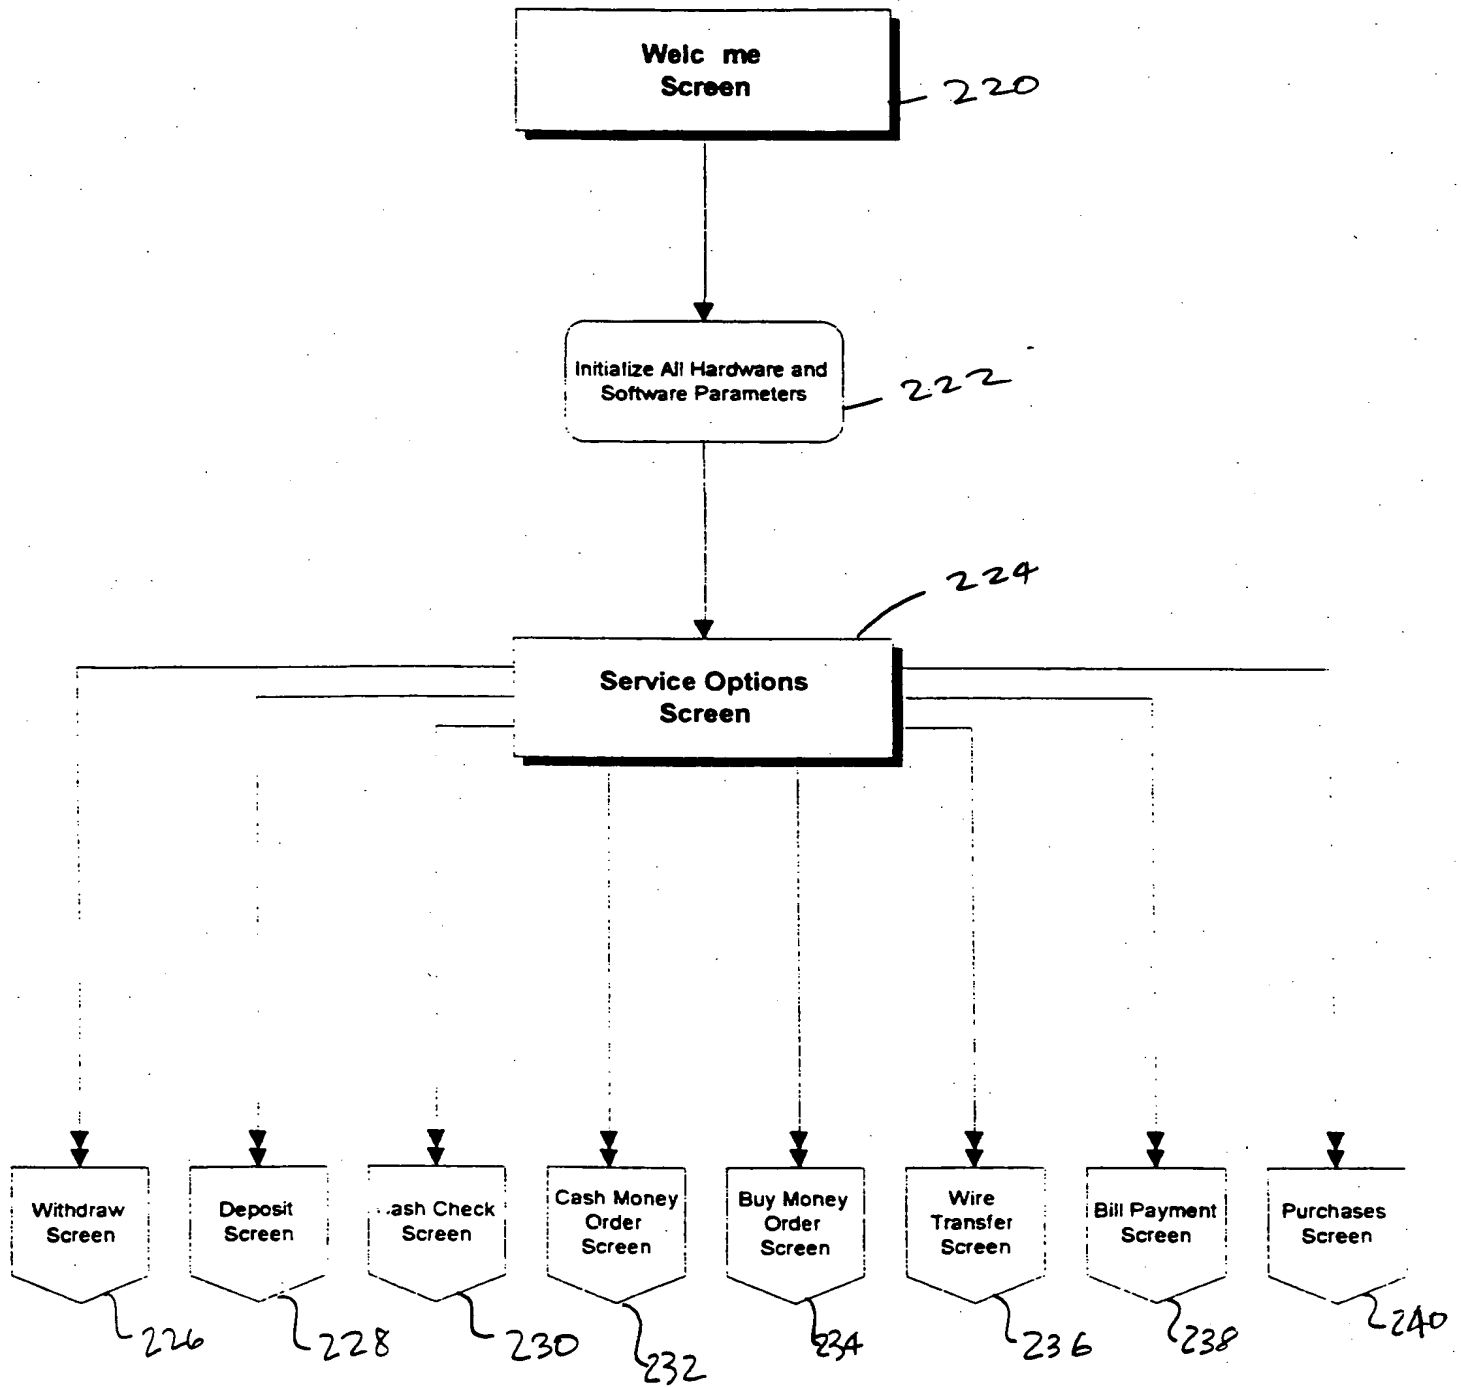 Welc me
Screen
220
Initialize All Hardware and
Software Parameters
222
224
Service Options
Screen
Withdraw
Screen
Deposit
Screen
ash Check
Screen
Cash Money
Order
Screen
Buy Money
Order
Screen
Wire
Transfer
Screen
Bill Payment
Screen
Purchases
Screen
226
228
230
232
234
236
238
240